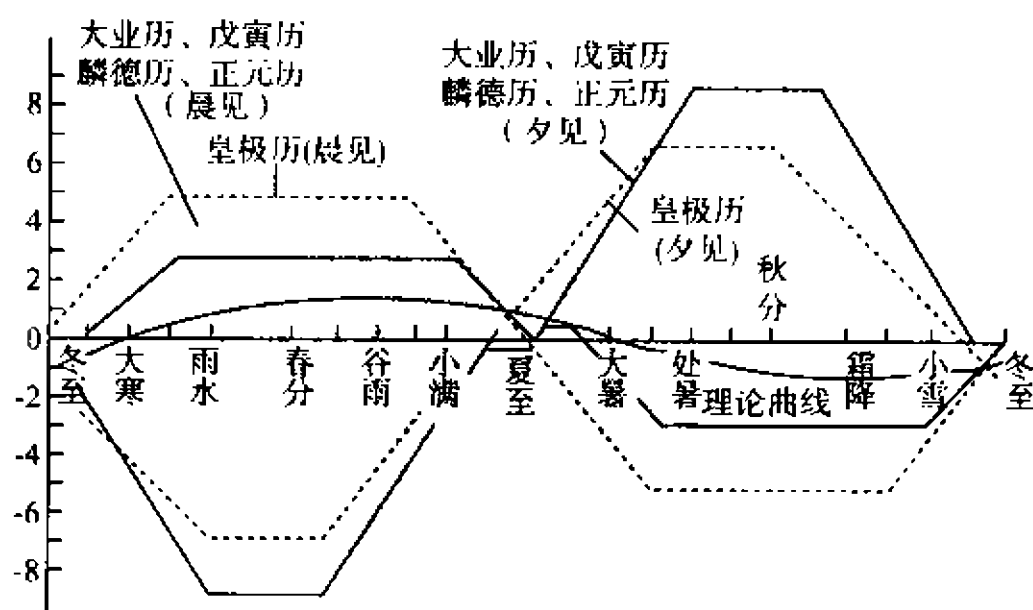 大业历、戊寅历
麟德历、正元历
(晨见)
皇极历(晨见)
大业历、戊寅历
麟德历、正元历
(夕见)
皇极历
(夕见)
秋分
8
6
4
2
0
-2
-4
-6
-8
冬至
大寒
雨水
春分
谷雨
小满
夏至
大暑
处暑
霜降
小雪
冬至
理论曲线